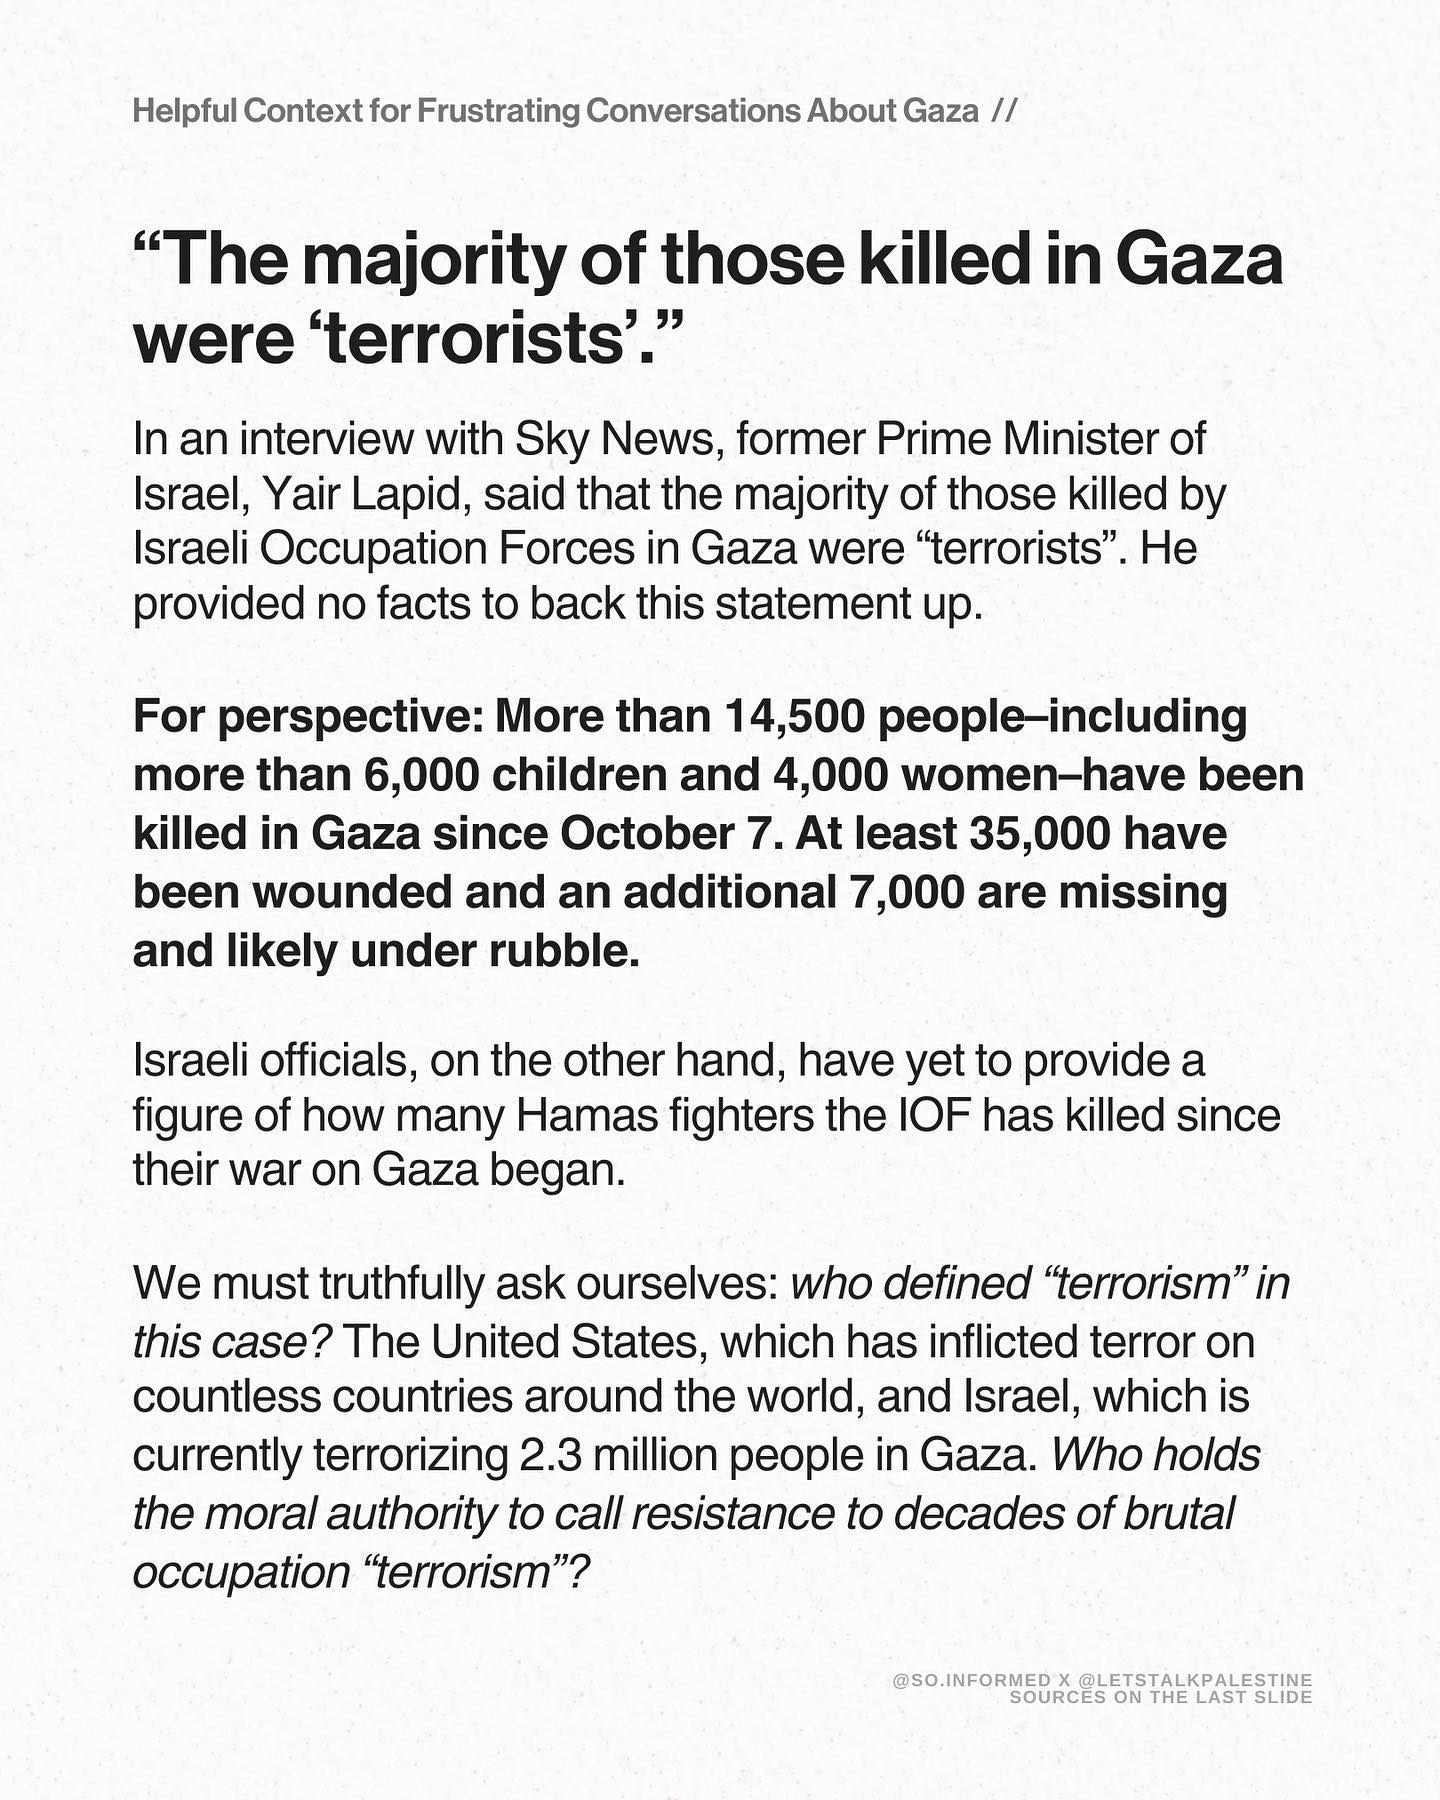 Helpful Context for Frustrating Conversations About Gaza //
“The majority of those killed in Gaza
were ‘terrorists’.”
In an interview with Sky News, former Prime Minister of
Israel, Yair Lapid, said that the majority of those killed by
Israeli Occupation Forces in Gaza were “terrorists”. He
provided no facts to back this statement up.
For perspective: More than 14,500 people–including
more than 6,000 children and 4,000 women–have been
killed in Gaza since October 7. At least 35,000 have
been wounded and an additional 7,000 are missing
and likely under rubble.
Israeli officials, on the other hand, have yet to provide a
figure of how many Hamas fighters the IOF has killed since
their war on Gaza began.
We must truthfully ask ourselves: who defined “terrorism” in
this case? The United States, which has inflicted terror on
countless countries around the world, and Israel, which is
currently terrorizing 2.3 million people in Gaza. Who holds
the moral authority to call resistance to decades of brutal
occupation “terrorism”?
@SO.INFORMED X @LETSTALKPALESTINE
SOURCES ON THE LAST SLIDE